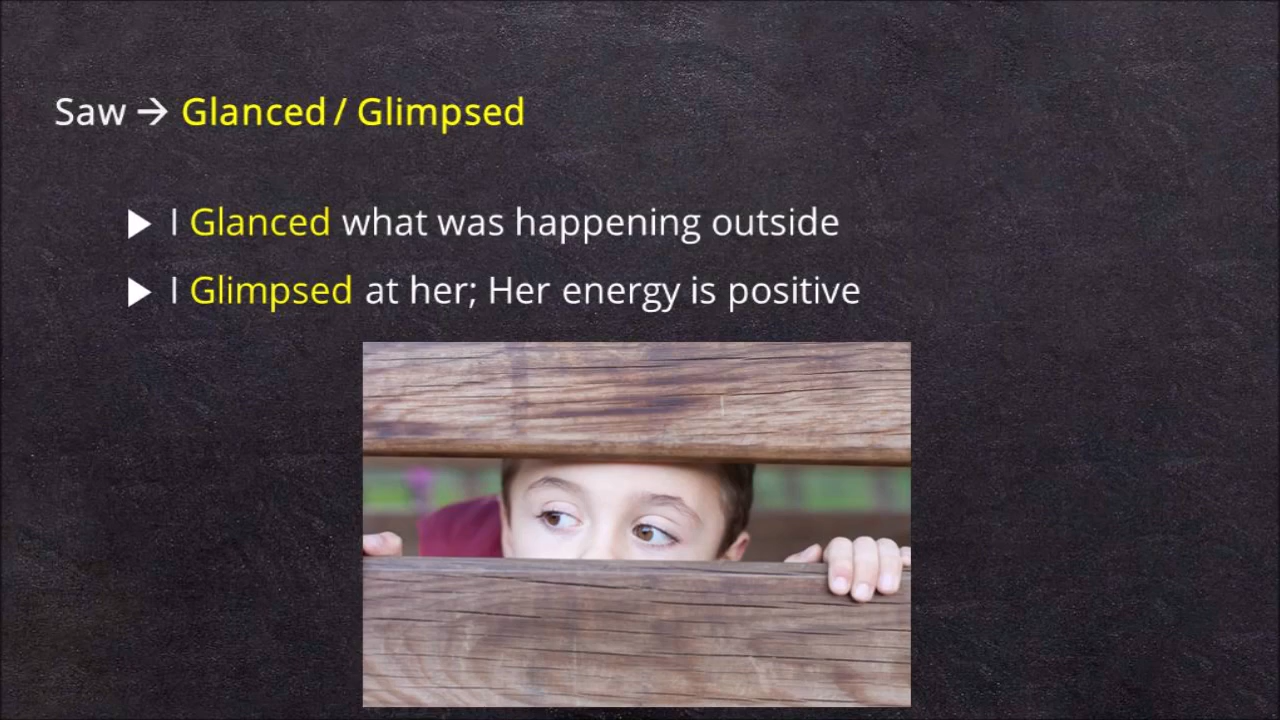 Saw → Glanced / Glimpsed
▶ I Glanced what was happening outside
▶ I Glimpsed at her; Her energy is positive